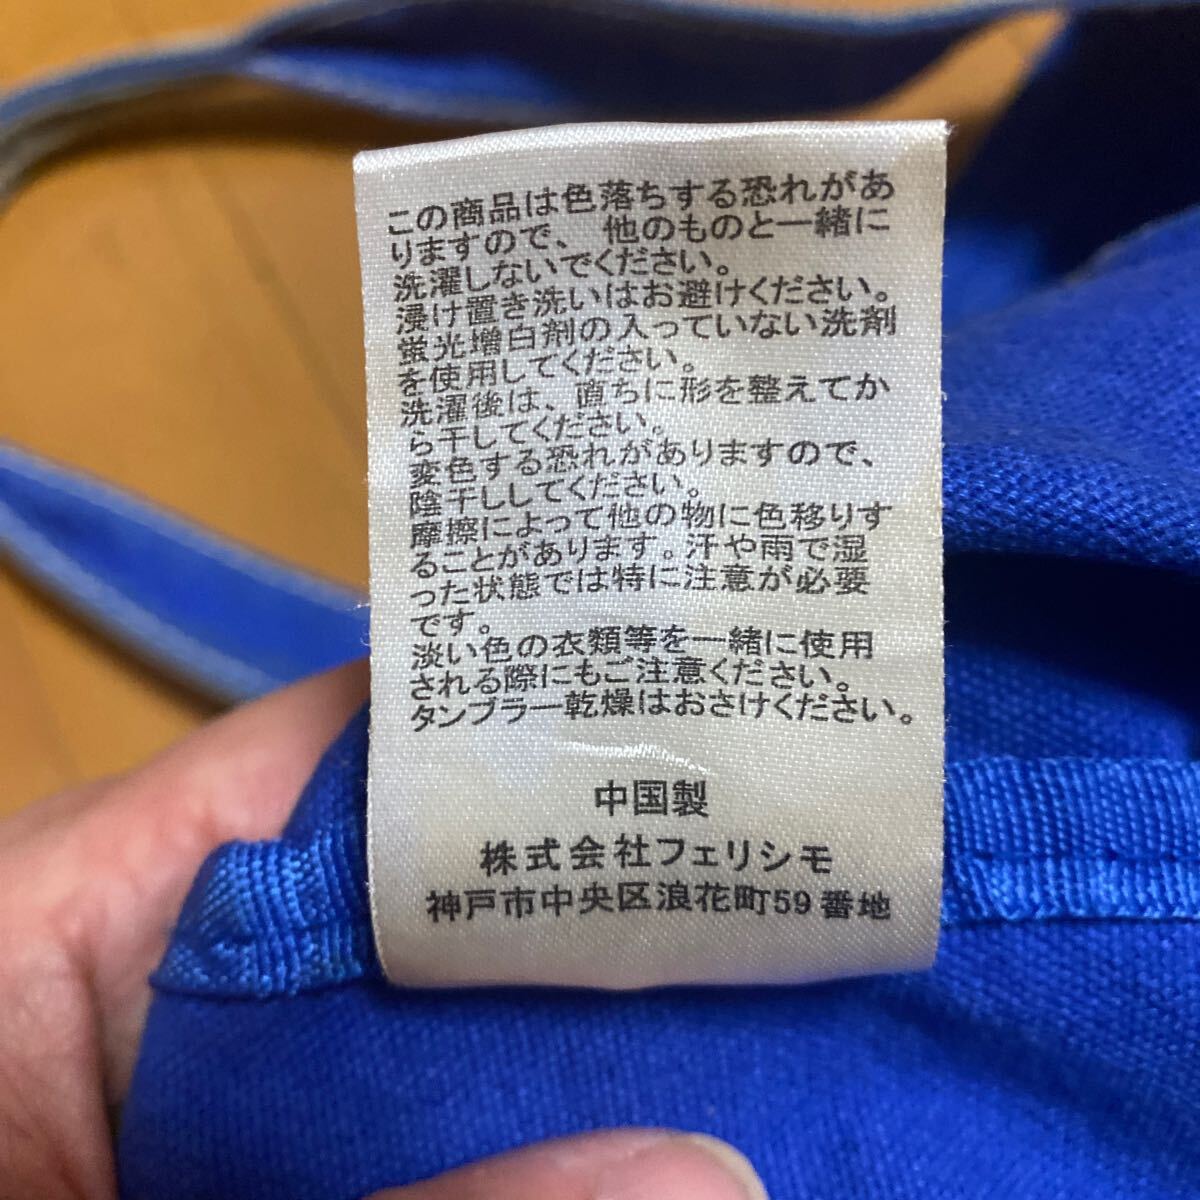 この商品は色落ちする恐れがあ
りますので、他のものと一緒に
洗濯しないでください。
浸け置き洗いはお避けください。
蛍光増白剤の入っていない洗剤
を使用してください。
洗濯後は、直ちに形を整えてか
ら干してください。
変色する恐れがありますので、
陰干ししてください。
摩擦によって他の物に色移りす
ることがあります。汗や雨で湿
った状態では特に注意が必要
です。
淡い色の衣類等を一緒に使用
される際にもご注意ください。
タンブラー乾燥はおさけください。
中国製
株式会社フェリシモ
神戸市中央区浪花町59番地